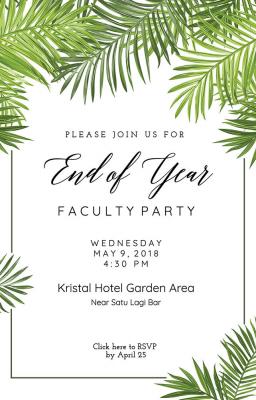 PLEASE JOIN US FOR
End of Year
FACULTY PARTY
WEDNESDAY
MAY 9, 2018
4:30 PM
Kristal Hotel Garden Area
Near Satu Lagi Bar
Click here to RSVP
by April 25